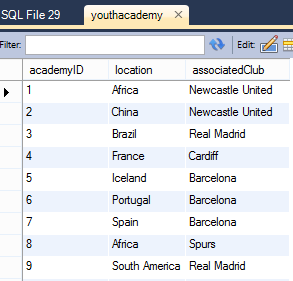 SQL File 29 youthacademy
Filter: Edit:
academyID location associatedClub
1 Africa Newcastle United
2 China Newcastle United
3 Brazil Real Madrid
4 France Cardiff
5 Iceland Barcelona
6 Portugal Barcelona
7 Spain Barcelona
8 Africa Spurs
9 South America Real Madrid